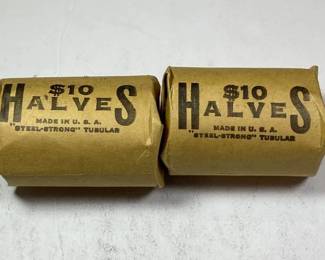 $10
HALVES
MADE IN U. S. A.
"STEEL-STRONG" TUBULAR
$10
HALVES
MADE IN U. S. A.
"STEEL-STRONG" TUBULAR